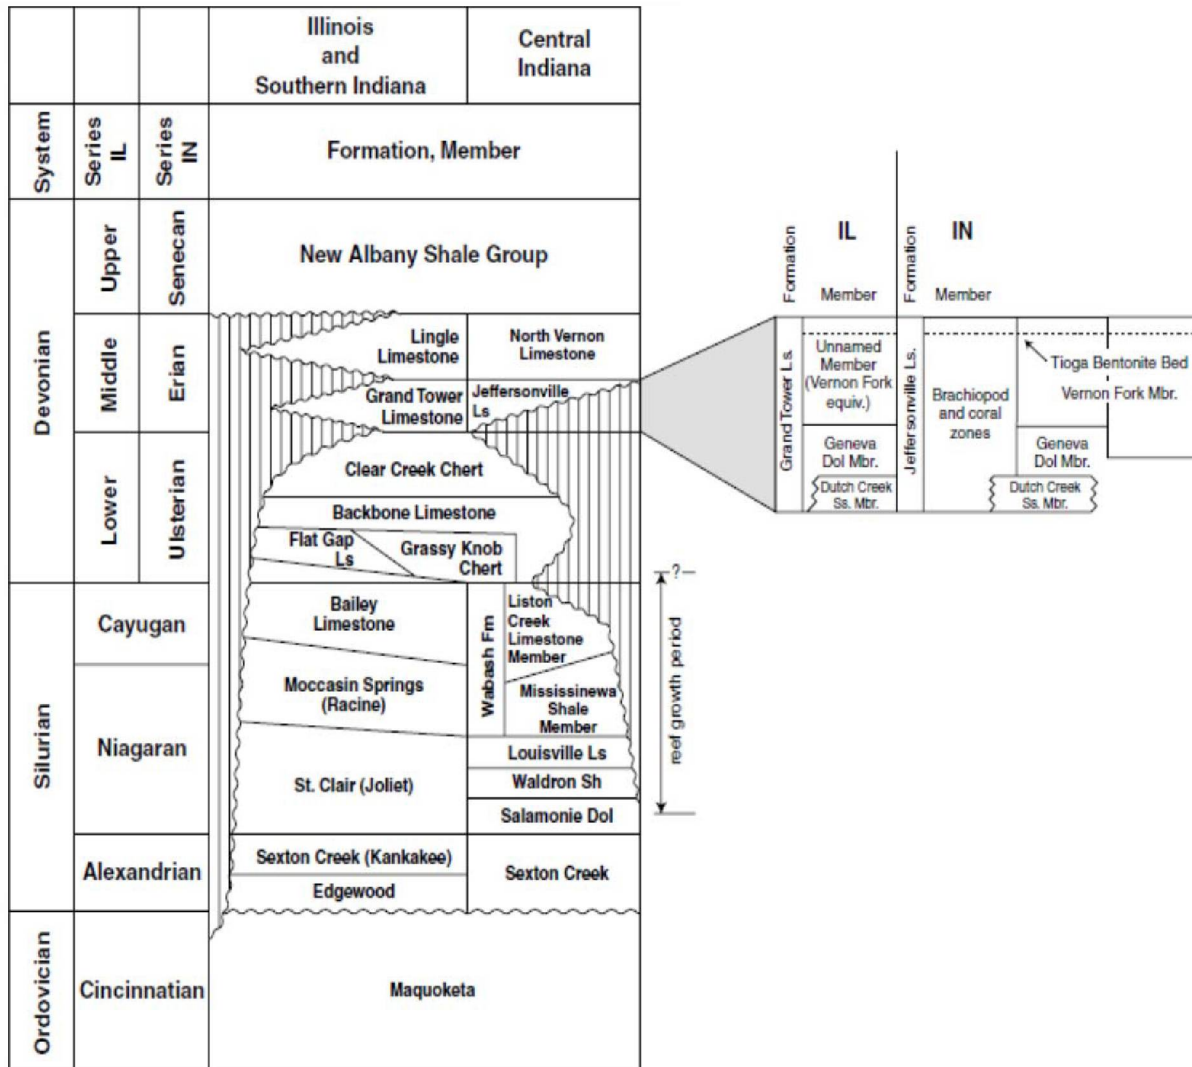 Illinois
and
Southern Indiana
Central
Indiana
System
Series
IL
Series
IN
Formation, Member
Devonian
Upper
Senecan
New Albany Shale Group
Middle
Erian
Lingle
Limestone
North Vernon
Limestone
Grand Tower
Limestone
Jeffersonville
Ls
Lower
Ulsterian
Clear Creek Chert
Backbone Limestone
Flat Gap
Ls
Grassy Knob
Chert
Silurian
Cayugan
Bailey
Limestone
Wabash Fm
Liston
Creek
Limestone
Member
Niagaran
Moccasin Springs
(Racine)
Mississinewa
Shale
Member
St. Clair (Joliet)
Louisville Ls
Waldron Sh
Salamonie Dol
Alexandrian
Sexton Creek (Kankakee)
Edgewood
Sexton Creek
Ordovician
Cincinnatian
Maquoketa
?
reef growth period
IL
IN
Formation
Member
Formation
Member
Grand Tower Ls.
Unnamed
Member
(Vernon Fork
equiv.)
Geneva
Dol Mbr.
Dutch Creek
Ss. Mbr.
Jeffersonville Ls.
Brachiopod
and coral
zones
Tioga Bentonite Bed
Vernon Fork Mbr.
Geneva
Dol Mbr.
Dutch Creek
Ss. Mbr.